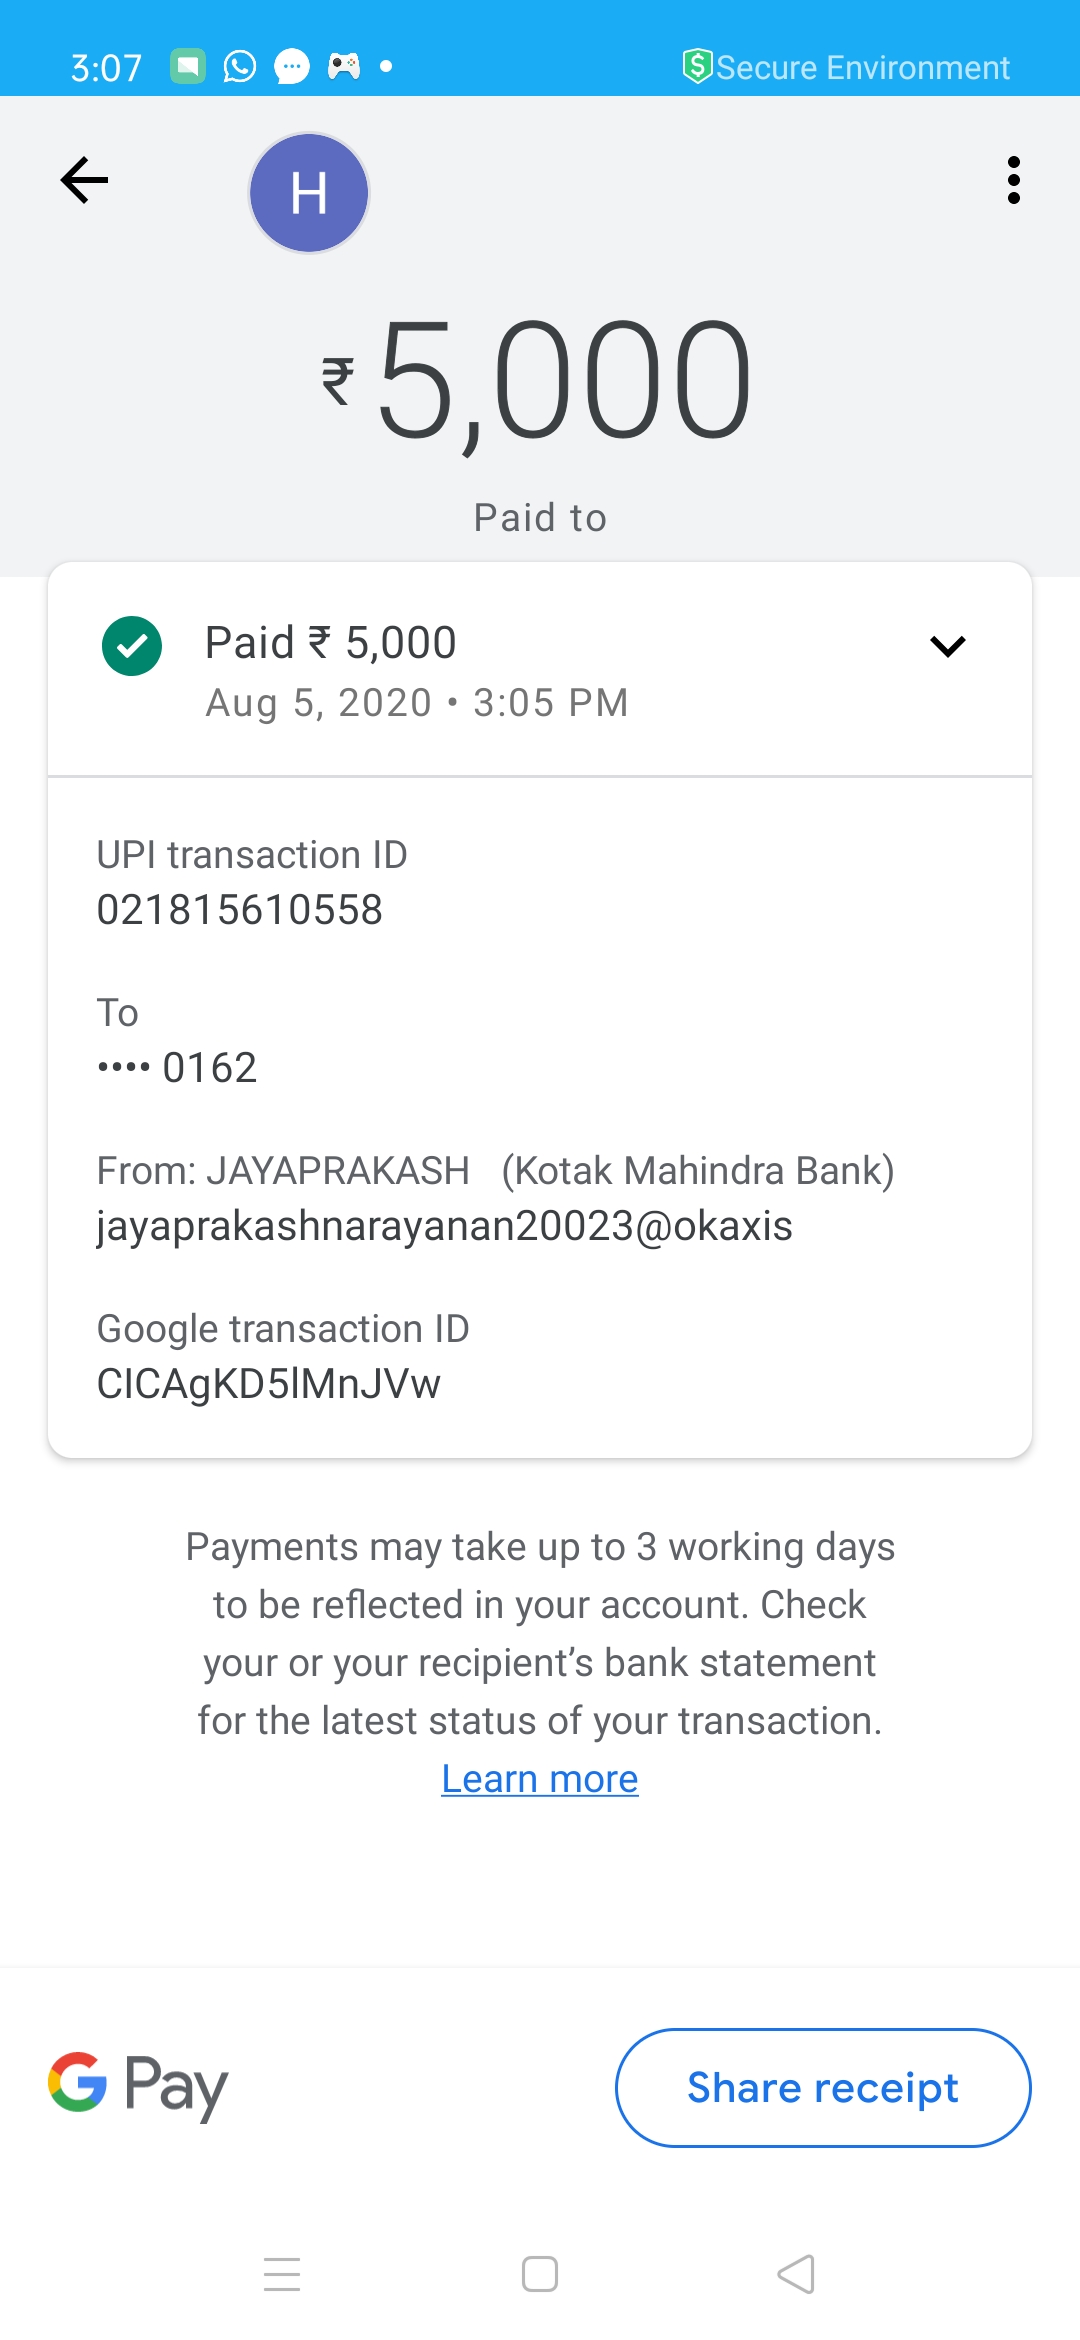 3:07 Secure Environment
H
₹5,000
Paid to
Paid ₹ 5,000
Aug 5, 2020 • 3:05 PM
UPI transaction ID
021815610558
To
•••• 0162
From: JAYAPRAKASH (Kotak Mahindra Bank)
jayaprakashnarayanan20023@okaxis
Google transaction ID
CICAgKD5lMnJVw
Payments may take up to 3 working days
to be reflected in your account. Check
your or your recipient’s bank statement
for the latest status of your transaction.
Learn more
G Pay
Share receipt